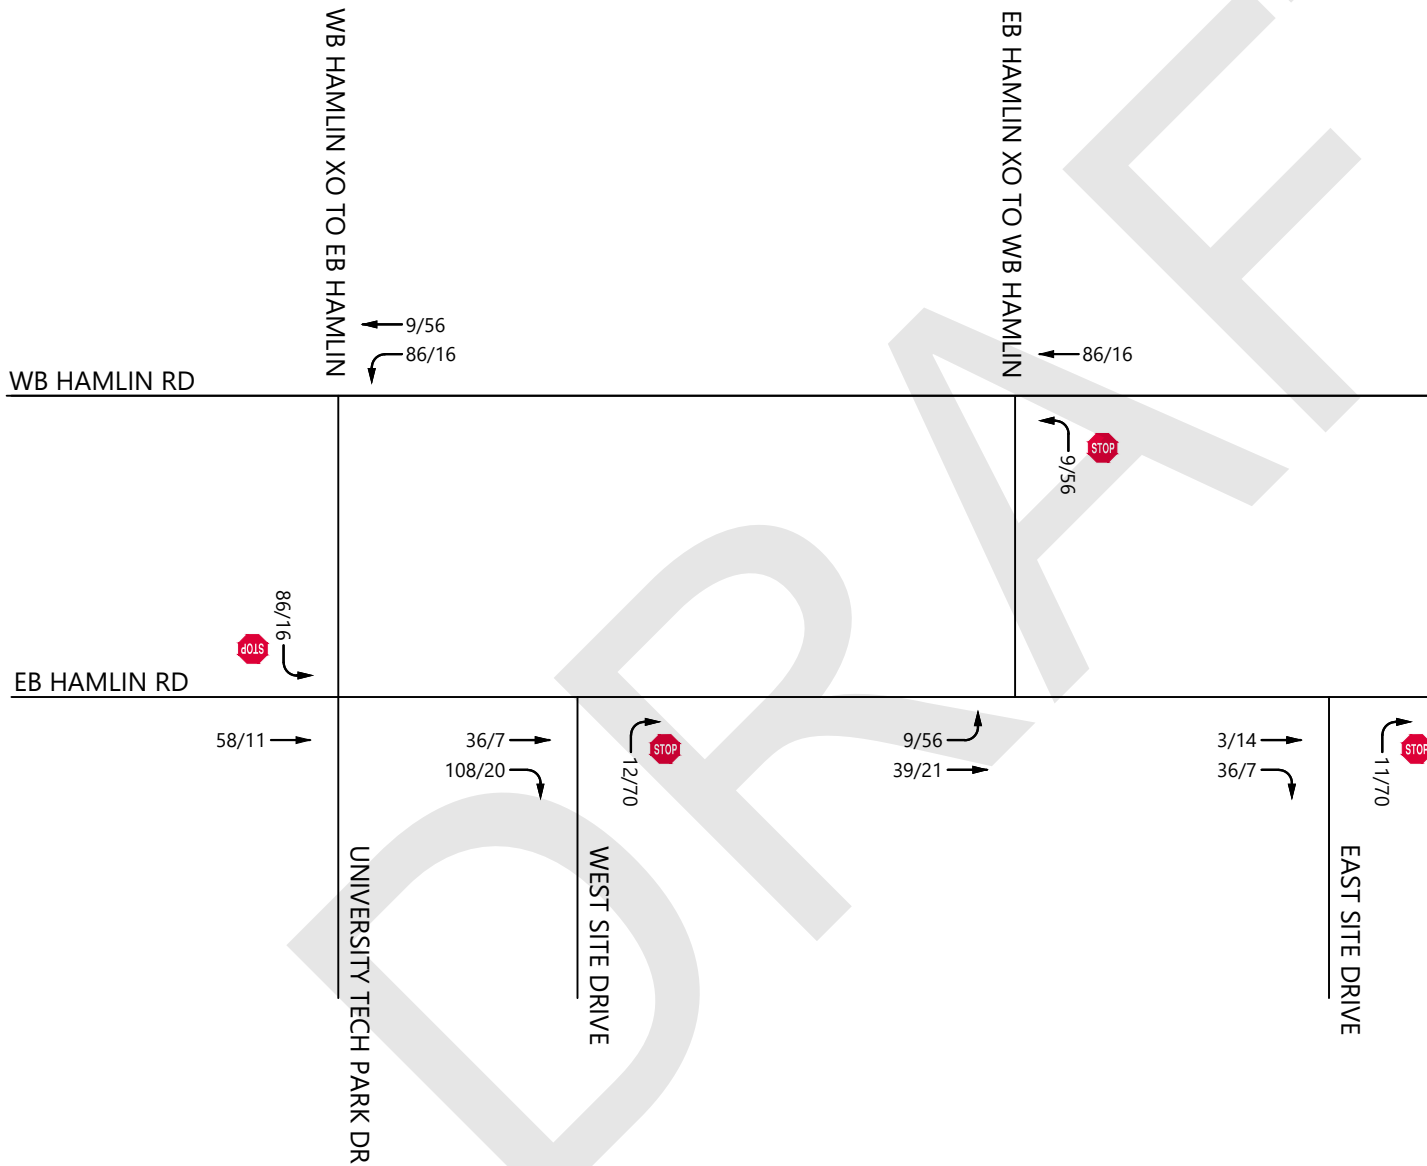 WB HAMLIN XO TO EB HAMLIN
EB HAMLIN XO TO WB HAMLIN
9/56
86/16
86/16
WB HAMLIN RD
9/56
STOP
86/16
STOP
EB HAMLIN RD
58/11
36/7
108/20
12/70
STOP
9/56
39/21
3/14
36/7
11/70
STOP
UNIVERSITY TECH PARK DR
WEST SITE DRIVE
EAST SITE DRIVE
DRAF